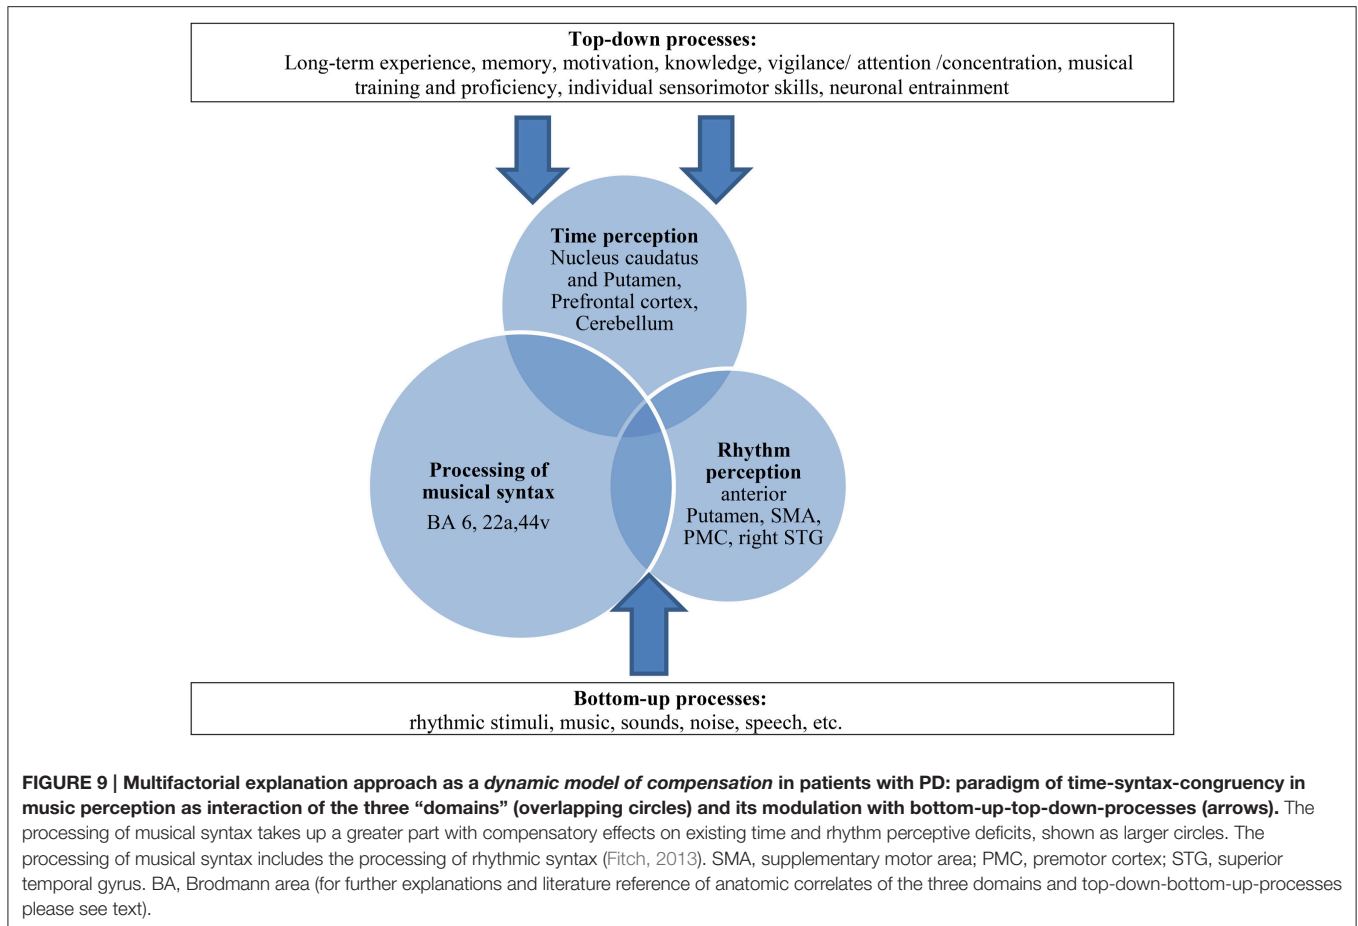 Top-down processes:
Long-term experience, memory, motivation, knowledge, vigilance/ attention /concentration, musical
training and proficiency, individual sensorimotor skills, neuronal entrainment
Time perception
Nucleus caudatus
and Putamen,
Prefrontal cortex,
Cerebellum
Processing of
musical syntax
BA 6, 22a,44v
Rhythm
perception
anterior
Putamen, SMA,
PMC, right STG
Bottom-up processes:
rhythmic stimuli, music, sounds, noise, speech, etc.
FIGURE 9 | Multifactorial explanation approach as a dynamic model of compensation in patients with PD: paradigm of time-syntax-congruency in
music perception as interaction of the three “domains” (overlapping circles) and its modulation with bottom-up-top-down-processes (arrows). The
processing of musical syntax takes up a greater part with compensatory effects on existing time and rhythm perceptive deficits, shown as larger circles. The
processing of musical syntax includes the processing of rhythmic syntax (Fitch, 2013). SMA, supplementary motor area; PMC, premotor cortex; STG, superior
temporal gyrus. BA, Brodmann area (for further explanations and literature reference of anatomic correlates of the three domains and top-down-bottom-up-processes
please see text).